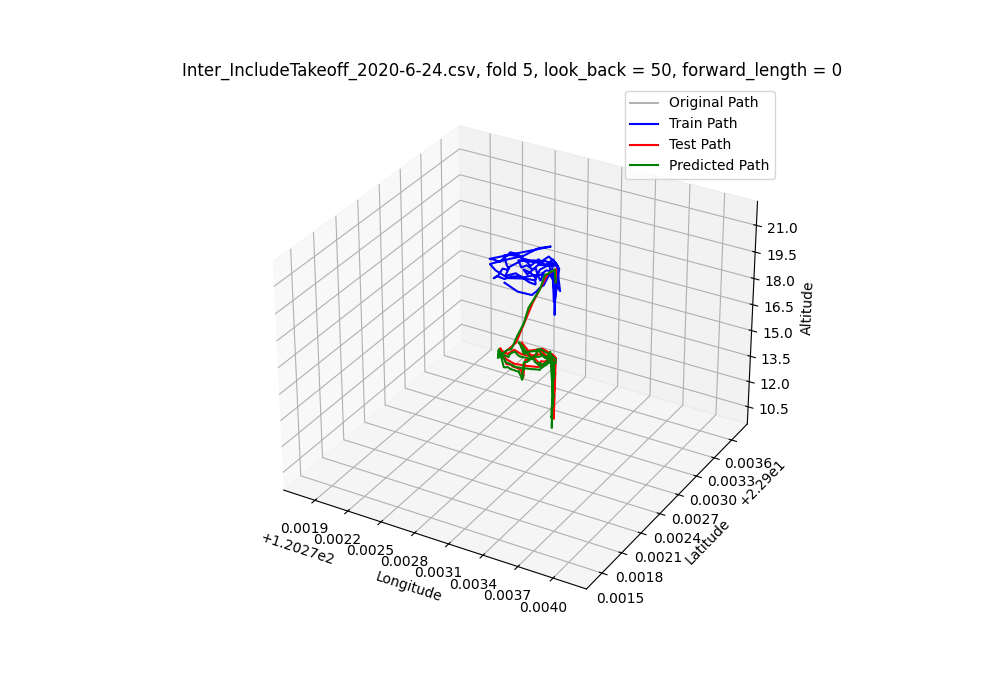 Inter_IncludeTakeoff_2020-6-24.csv, fold 5, look_back = 50, forward_length = 0
Original Path
Train Path
Test Path
Predicted Path
21.0
19.5
18.0
16.5
15.0
13.5
12.0
10.5
Altitude
0.0036
0.0033
0.0030
0.0027
0.0024
0.0021
0.0018
0.0015
+2.29e1
Latitude
0.0019
0.0022
0.0025
0.0028
0.0031
0.0034
0.0037
0.0040
+1.2027e2
Longitude